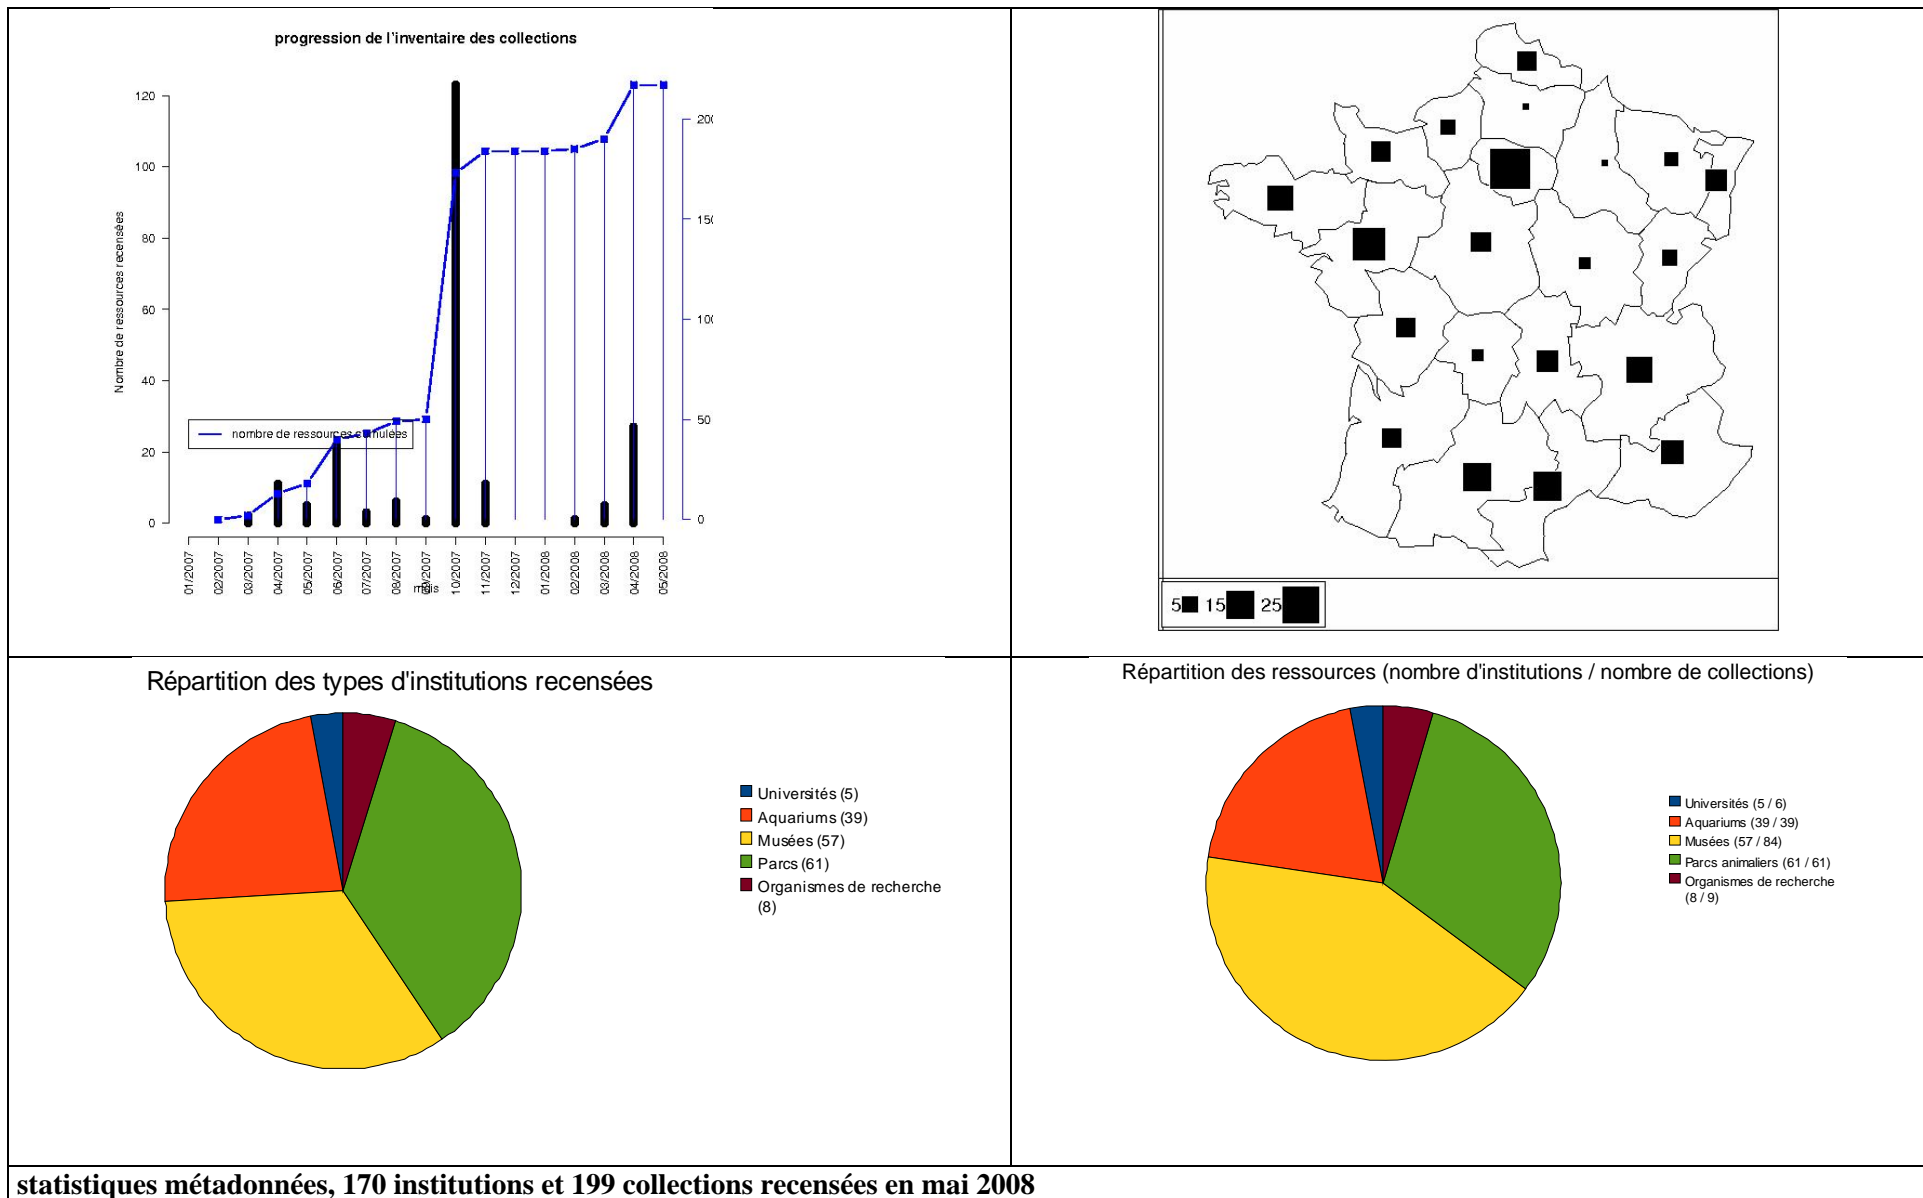 progression de l'inventaire des collections
Nombre de ressources recensées
120
100
80
60
40
20
0
200
150
100
50
0
nombre de ressources cumulées
01/2007
02/2007
03/2007
04/2007
05/2007
06/2007
07/2007
08/2007
09/2007
10/2007
11/2007
12/2007
01/2008
02/2008
03/2008
04/2008
05/2008
mois
5 15 25
Répartition des types d'institutions recensées
Universités (5)
Aquariums (39)
Musées (57)
Parcs (61)
Organismes de recherche
(8)
Répartition des ressources (nombre d'institutions / nombre de collections)
Universités (5 / 6)
Aquariums (39 / 39)
Musées (57 / 84)
Parcs animaliers (61 / 61)
Organismes de recherche
(8 / 9)
statistiques métadonnées, 170 institutions et 199 collections recensées en mai 2008